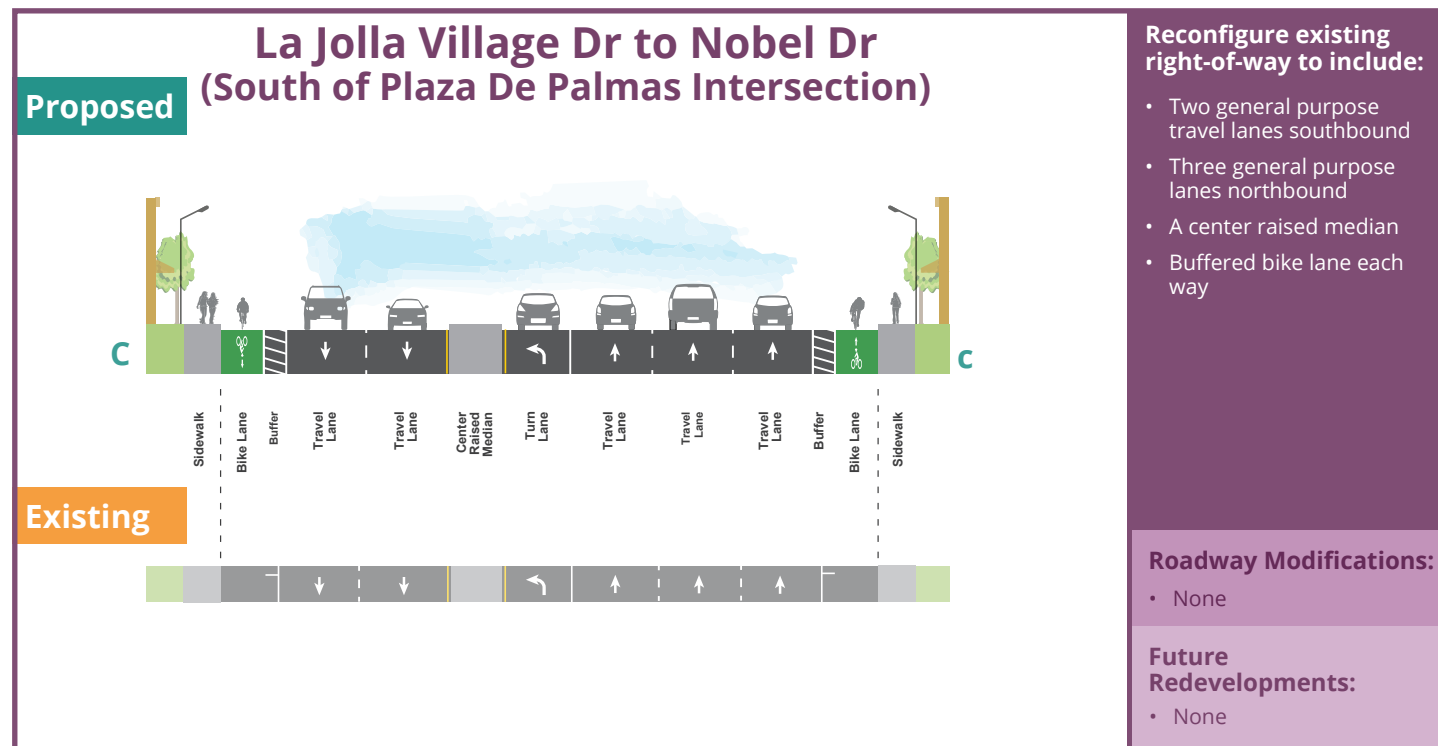 La Jolla Village Dr to Nobel Dr
(South of Plaza De Palmas Intersection)
Proposed
C
c
Sidewalk
Bike Lane
Buffer
Travel
Lane
Travel
Lane
Center
Raised
Median
Turn
Lane
Travel
Lane
Travel
Lane
Travel
Lane
Buffer
Bike Lane
Sidewalk
Existing
Reconfigure existing
right-of-way to include:
• Two general purpose
travel lanes southbound
• Three general purpose
lanes northbound
• A center raised median
• Buffered bike lane each
way
Roadway Modifications:
• None
Future
Redevelopments:
• None